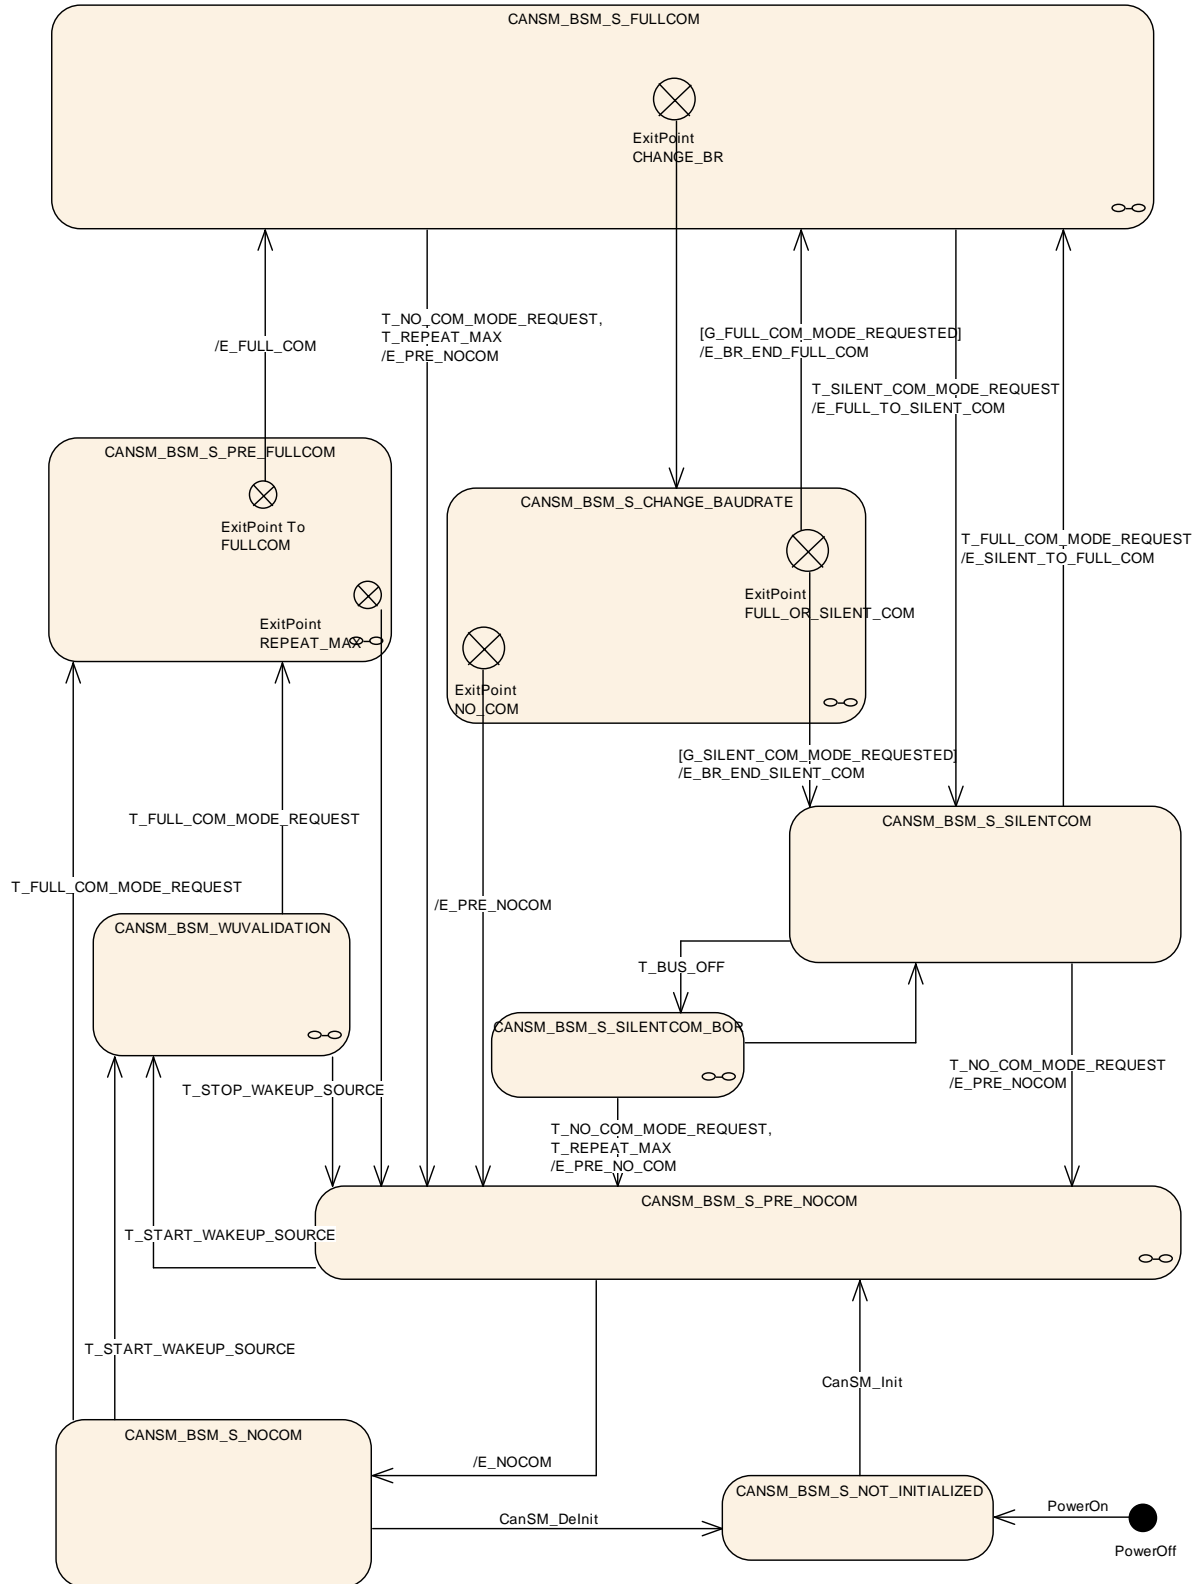 CANSM_BSM_S_FULLCOM
ExitPoint
CHANGE_BR
T_NO_COM_MODE_REQUEST,
T_REPEAT_MAX
/E_PRE_NOCOM
/E_FULL_COM
[G_FULL_COM_MODE_REQUESTED]
/E_BR_END_FULL_COM
T_SILENT_COM_MODE_REQUEST
/E_FULL_TO_SILENT_COM
CANSM_BSM_S_PRE_FULLCOM
ExitPoint To
FULLCOM
ExitPoint
REPEAT_MAX
CANSM_BSM_S_CHANGE_BAUDRATE
ExitPoint
FULL_OR_SILENT_COM
ExitPoint
NO_COM
T_FULL_COM_MODE_REQUEST
/E_SILENT_TO_FULL_COM
[G_SILENT_COM_MODE_REQUESTED]
/E_BR_END_SILENT_COM
CANSM_BSM_S_SILENTCOM
T_FULL_COM_MODE_REQUEST
T_FULL_COM_MODE_REQUEST
/E_PRE_NOCOM
CANSM_BSM_WUVALIDATION
T_BUS_OFF
CANSM_BSM_S_SILENTCOM_BOR
T_NO_COM_MODE_REQUEST
/E_PRE_NOCOM
T_STOP_WAKEUP_SOURCE
T_NO_COM_MODE_REQUEST,
T_REPEAT_MAX
/E_PRE_NO_COM
CANSM_BSM_S_PRE_NOCOM
T_START_WAKEUP_SOURCE
T_START_WAKEUP_SOURCE
CanSM_Init
CANSM_BSM_S_NOCOM
/E_NOCOM
CANSM_BSM_S_NOT_INITIALIZED
CanSM_DeInit
PowerOn
PowerOff